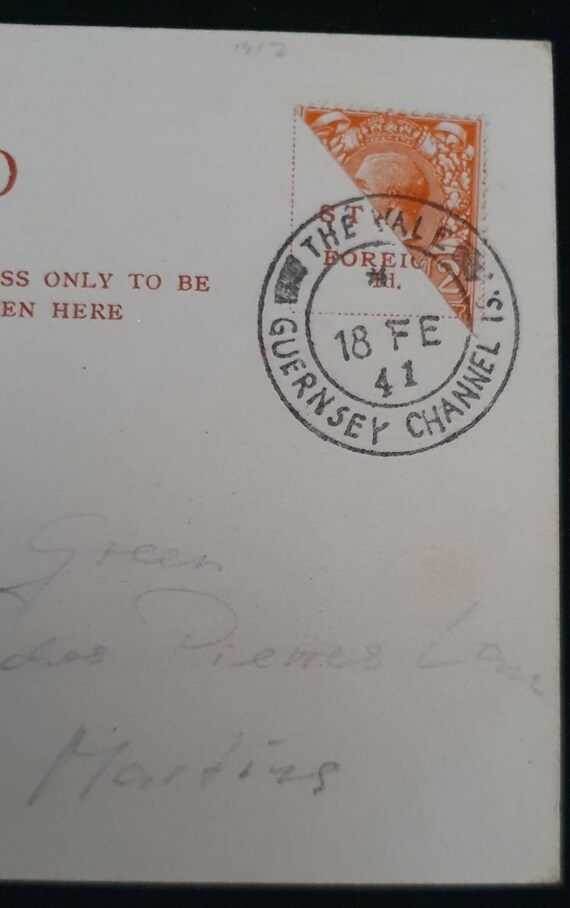 )
SS ONLY TO BE
EN HERE
ST
FOREIG
1d.
THE VALE
GUERNSEY CHANNEL IS.
18 FE
41
Green
des Pierres Lane
Martins